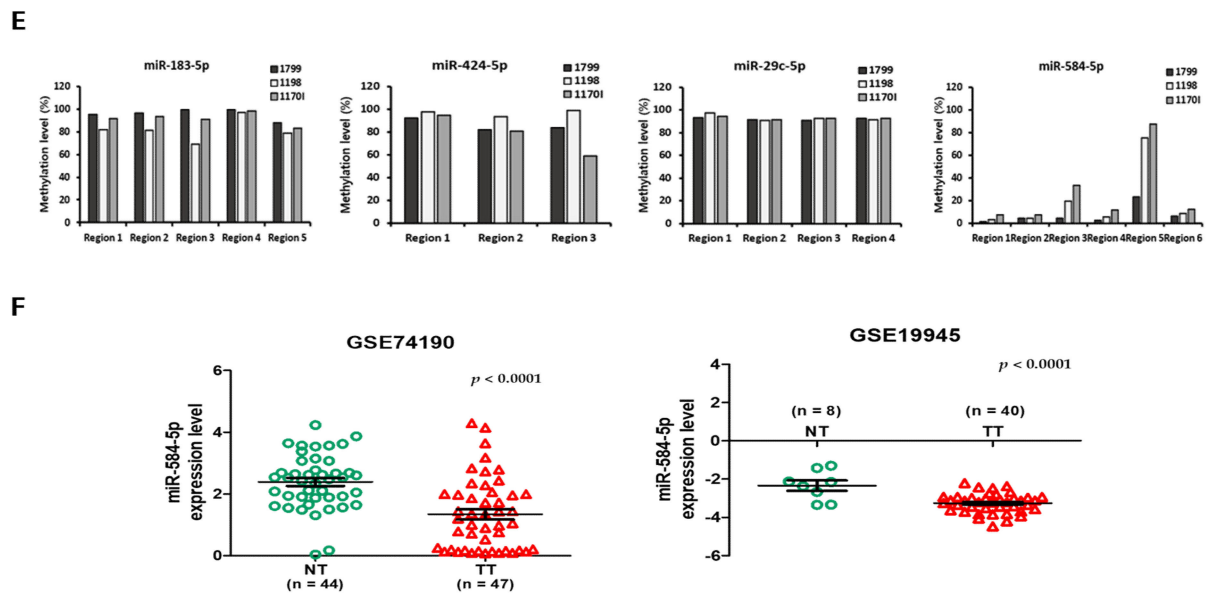 E
miR-183-5p
1799
1198
1170I
Methylation level (%)
120
100
80
60
40
20
0
Region 1 Region 2 Region 3 Region 4 Region 5
miR-424-5p
1799
1198
1170I
Methylation level (%)
120
100
80
60
40
20
0
Region 1 Region 2 Region 3
miR-29c-5p
1799
1198
1170I
Methylation level (%)
120
100
80
60
40
20
0
Region 1 Region 2 Region 3 Region 4
miR-584-5p
1799
1198
1170I
Methylation level (%)
120
100
80
60
40
20
0
Region 1 Region 2 Region 3 Region 4 Region 5 Region 6
F
GSE74190
p < 0.0001
miR-584-5p
expression level
6
4
2
0
NT TT
(n = 44) (n = 47)
GSE19945
p < 0.0001
miR-584-5p
expression level
4
2
0
-2
-4
-6
(n = 8) (n = 40)
NT TT